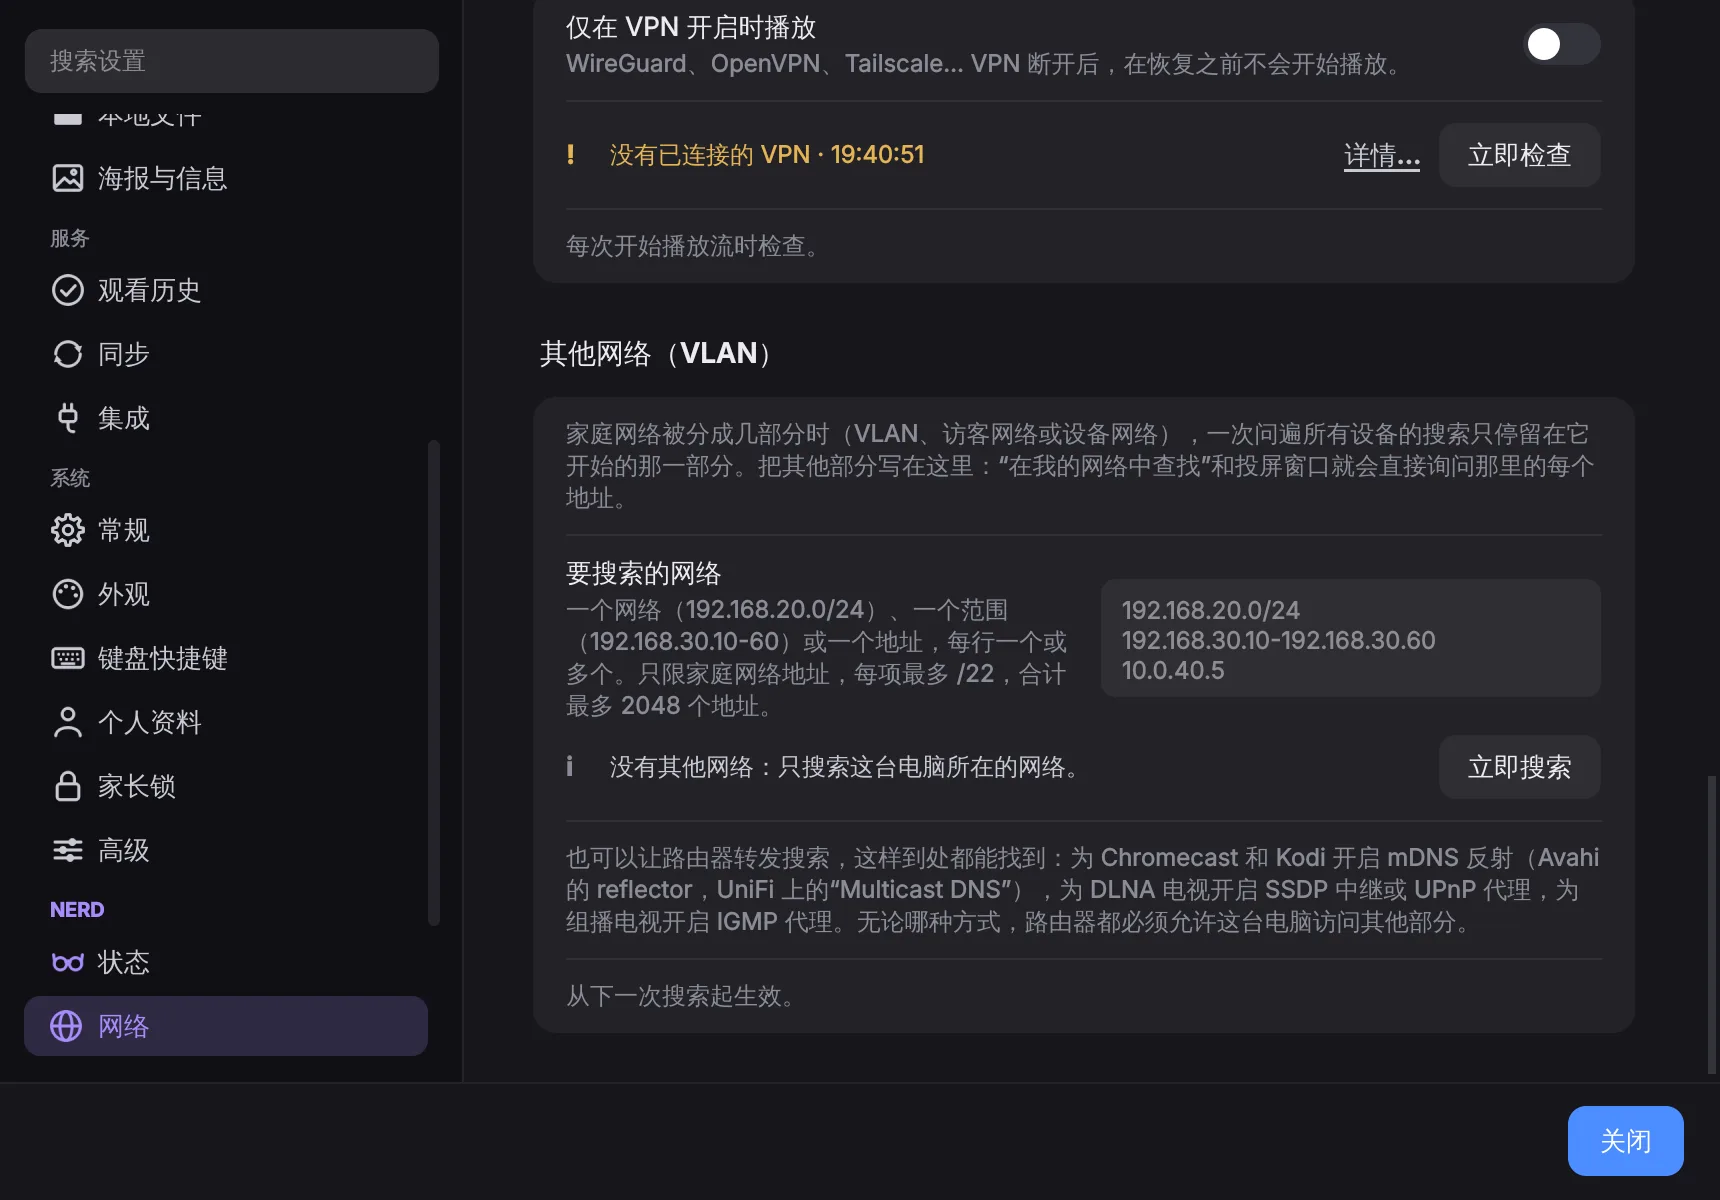 搜索设置
本地文件
海报与信息
服务
观看历史
同步
集成
系统
常规
外观
键盘快捷键
个人资料
家长锁
高级
NERD
状态
网络
仅在 VPN 开启时播放
WireGuard、OpenVPN、Tailscale... VPN 断开后，在恢复之前不会开始播放。
! 没有已连接的 VPN · 19:40:51
详情...
立即检查
每次开始播放流时检查。
其他网络（VLAN）
家庭网络被分成几部分时（VLAN、访客网络或设备网络），一次问遍所有设备的搜索只停留在它
开始的那一部分。把其他部分写在这里：“在我的网络中查找”和投屏窗口就会直接询问那里的每个
地址。
要搜索的网络
一个网络（192.168.20.0/24）、一个范围
（192.168.30.10-60）或一个地址，每行一个或
多个。只限家庭网络地址，每项最多 /22，合计
最多 2048 个地址。
192.168.20.0/24
192.168.30.10-192.168.30.60
10.0.40.5
i 没有其他网络：只搜索这台电脑所在的网络。
立即搜索
也可以让路由器转发搜索，这样到处都能找到：为 Chromecast 和 Kodi 开启 mDNS 反射（Avahi
的 reflector，UniFi 上的“Multicast DNS”），为 DLNA 电视开启 SSDP 中继或 UPnP 代理，为
组播电视开启 IGMP 代理。无论哪种方式，路由器都必须允许这台电脑访问其他部分。
从下一次搜索起生效。
关闭